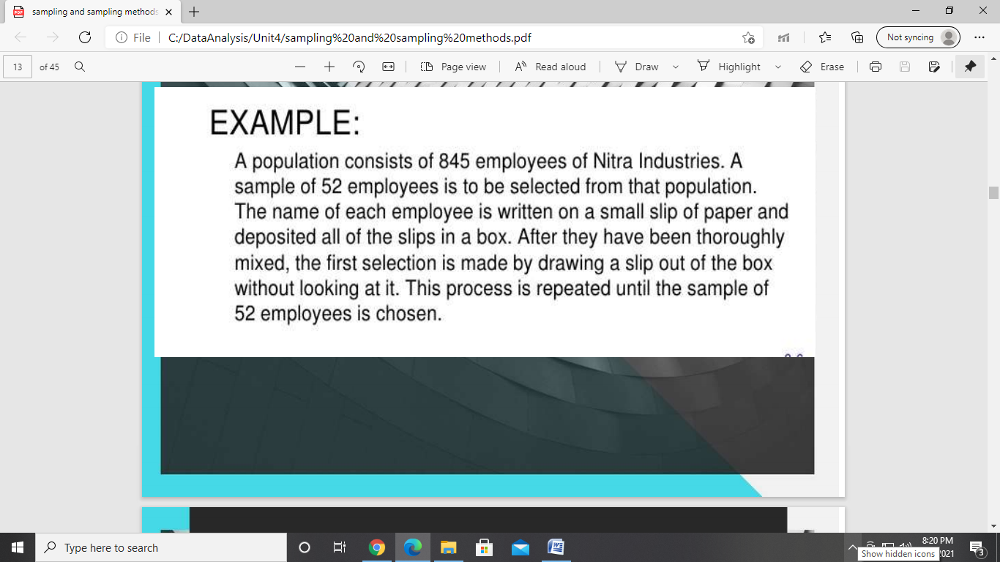 sampling and sampling methods
File
C:/DataAnalysis/Unit4/sampling%20and%20sampling%20methods.pdf
Not syncing
13
of 45
Page view
Read aloud
Draw
Highlight
Erase
EXAMPLE:
A population consists of 845 employees of Nitra Industries. A
sample of 52 employees is to be selected from that population.
The name of each employee is written on a small slip of paper and
deposited all of the slips in a box. After they have been thoroughly
mixed, the first selection is made by drawing a slip out of the box
without looking at it. This process is repeated until the sample of
52 employees is chosen.
Type here to search
8:20 PM
2021
Show hidden icons
3